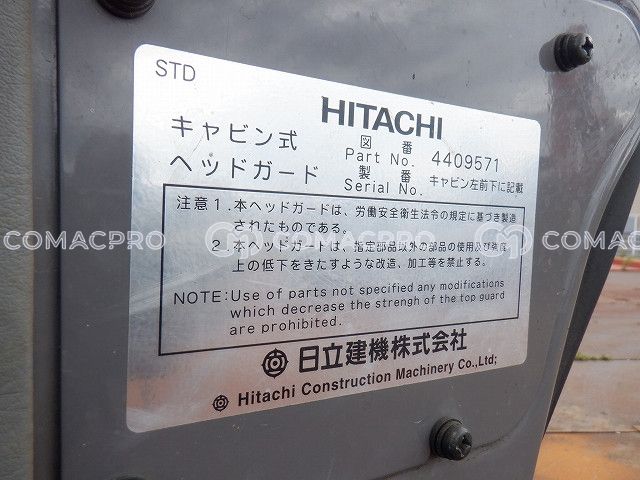 STD
HITACHI
キャビン式
ヘッドガード
図番
Part No. 4409571
製番 キャビン左前下に記載
Serial No.
注意 1. 本ヘッドガードは、労働安全衛生法令の規定に基づき製造
されたものである。
2. 本ヘッドガードは、指定部品以外の部品の使用及び強度
上の低下をきたすような改造、加工等を禁止する。
NOTE: Use of parts not specified any modifications
which decrease the strengh of the top guard
are prohibited.
日立建機株式会社
Hitachi Construction Machinery Co.,Ltd;
COMACPRO COMACPRO COMAC